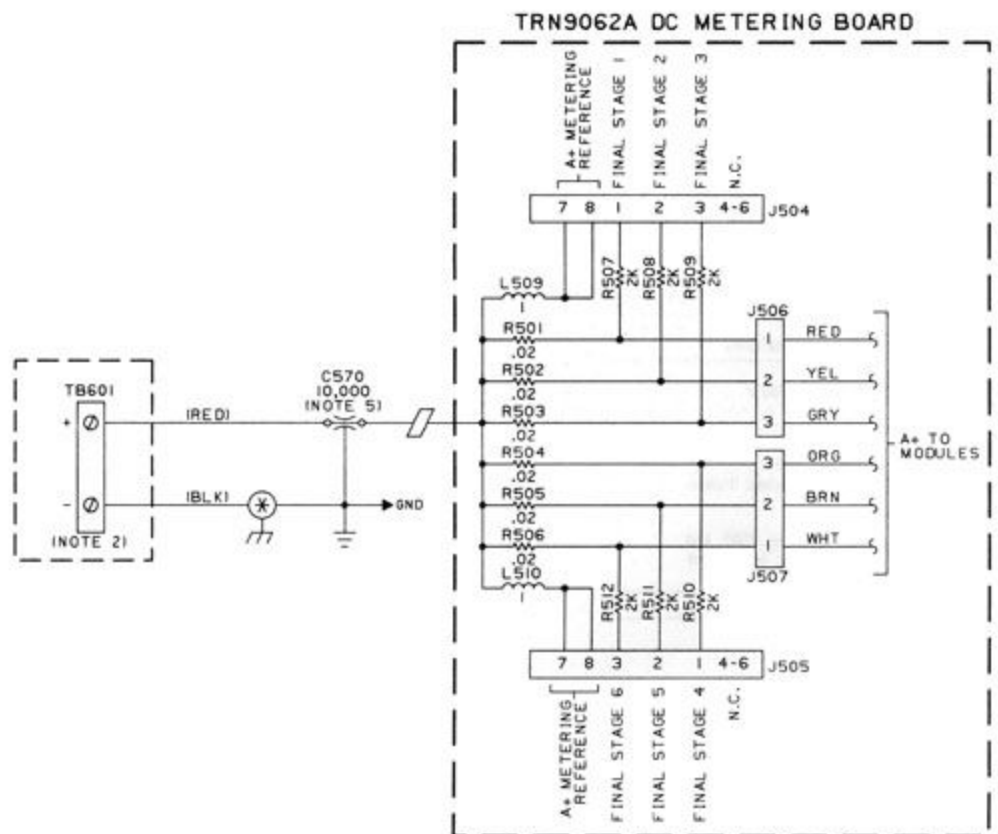 TRN9062A DC METERING BOARD
A+ METERING
REFERENCE
FINAL STAGE 1
FINAL STAGE 2
FINAL STAGE 3
N.C.
7 8 1 2 3 4-6
J504
R507
2K
R508
2K
R509
2K
L509
1
R501
.02
R502
.02
R503
.02
R504
.02
R505
.02
R506
.02
L510
1
J506
1 RED
2 YEL
3 GRY
3 ORG
2 BRN
1 WHT
J507
A+ TO
MODULES
TB601
+
-
(NOTE 2)
(RED)
(BLK)
C570
10,000
(NOTE 5)
GND
R512
2K
R511
2K
R510
2K
7 8 3 2 1 4-6
J505
A+ METERING
REFERENCE
FINAL STAGE 6
FINAL STAGE 5
FINAL STAGE 4
N.C.